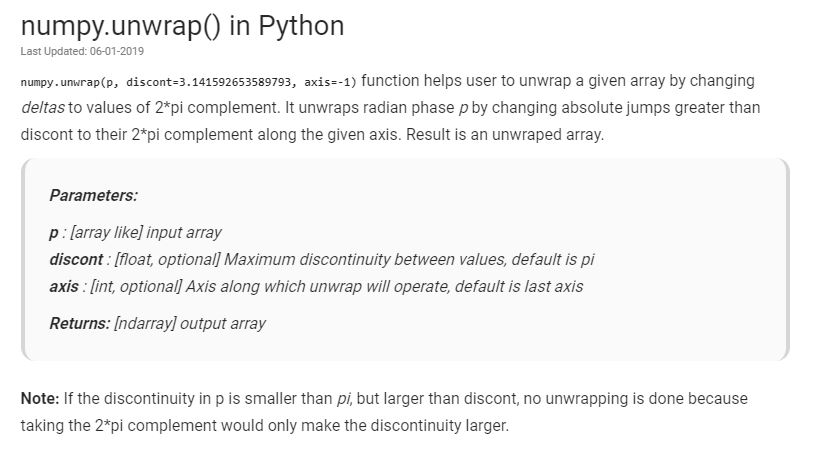 numpy.unwrap() in Python
Last Updated: 06-01-2019
numpy.unwrap(p, discont=3.141592653589793, axis=-1) function helps user to unwrap a given array by changing
deltas to values of 2*pi complement. It unwraps radian phase p by changing absolute jumps greater than
discont to their 2*pi complement along the given axis. Result is an unwraped array.
Parameters:
p : [array like] input array
discont : [float, optional] Maximum discontinuity between values, default is pi
axis : [int, optional] Axis along which unwrap will operate, default is last axis
Returns: [ndarray] output array
Note: If the discontinuity in p is smaller than pi, but larger than discont, no unwrapping is done because
taking the 2*pi complement would only make the discontinuity larger.